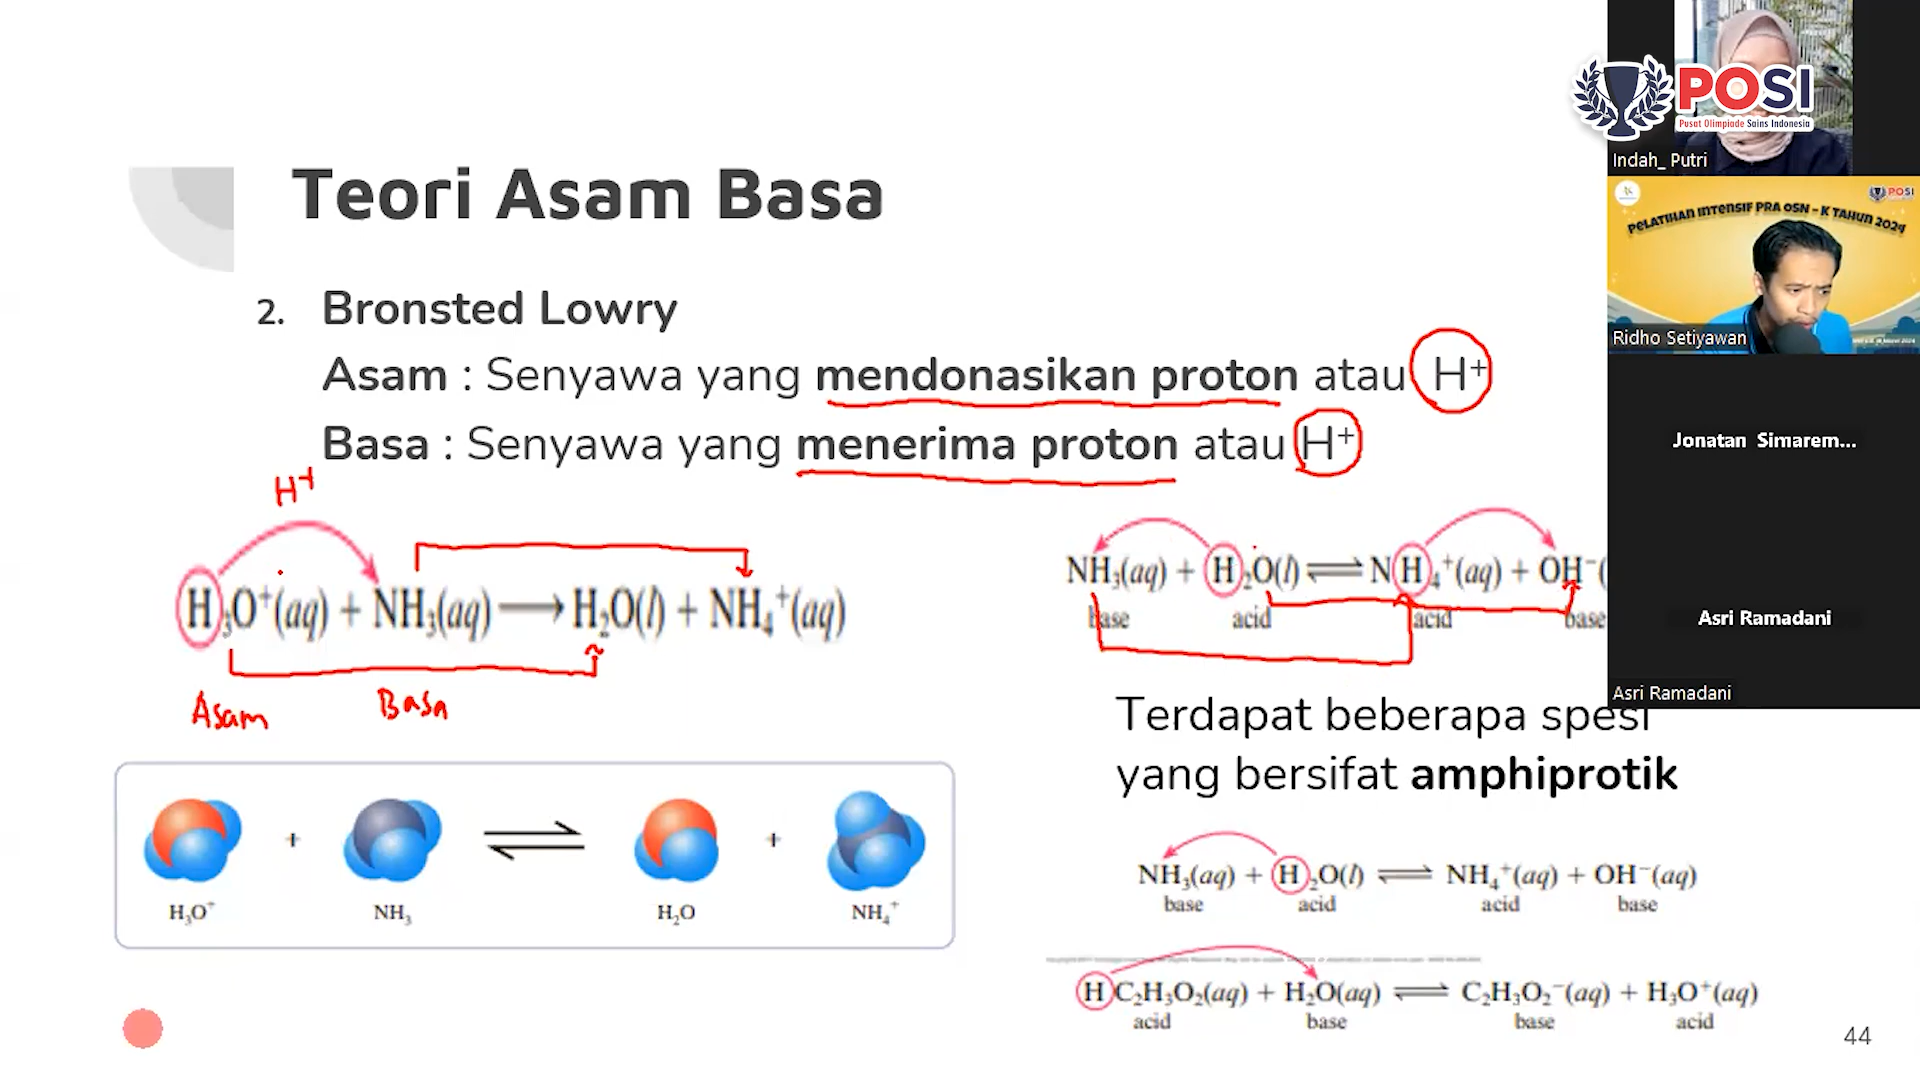 Teori Asam Basa
2. Bronsted Lowry
Asam : Senyawa yang mendonasikan proton atau H⁺
Basa : Senyawa yang menerima proton atau H⁺
H⁺
H₃O⁺(aq) + NH₃(aq) ⟶ H₂O(l) + NH₄⁺(aq)
Asam Basa
H₃O⁺ + NH₃ ⇌ H₂O + NH₄⁺
NH₃(aq) + H₂O(l) ⇌ NH₄⁺(aq) + OH⁻(
base acid acid base
Terdapat beberapa spesi
yang bersifat amphiprotik
NH₃(aq) + H₂O(l) ⇌ NH₄⁺(aq) + OH⁻(aq)
base acid acid base
HC₂H₃O₂(aq) + H₂O(aq) ⇌ C₂H₃O₂⁻(aq) + H₃O⁺(aq)
acid base base acid
44
POSI
Pusat Olimpiade Sains Indonesia
Indah_ Putri
POSI
PELATIHAN INTENSIF PRA OSN - K TAHUN 2024
Ridho Setiyawan
Jonatan Simarem...
Asri Ramadani
Asri Ramadani